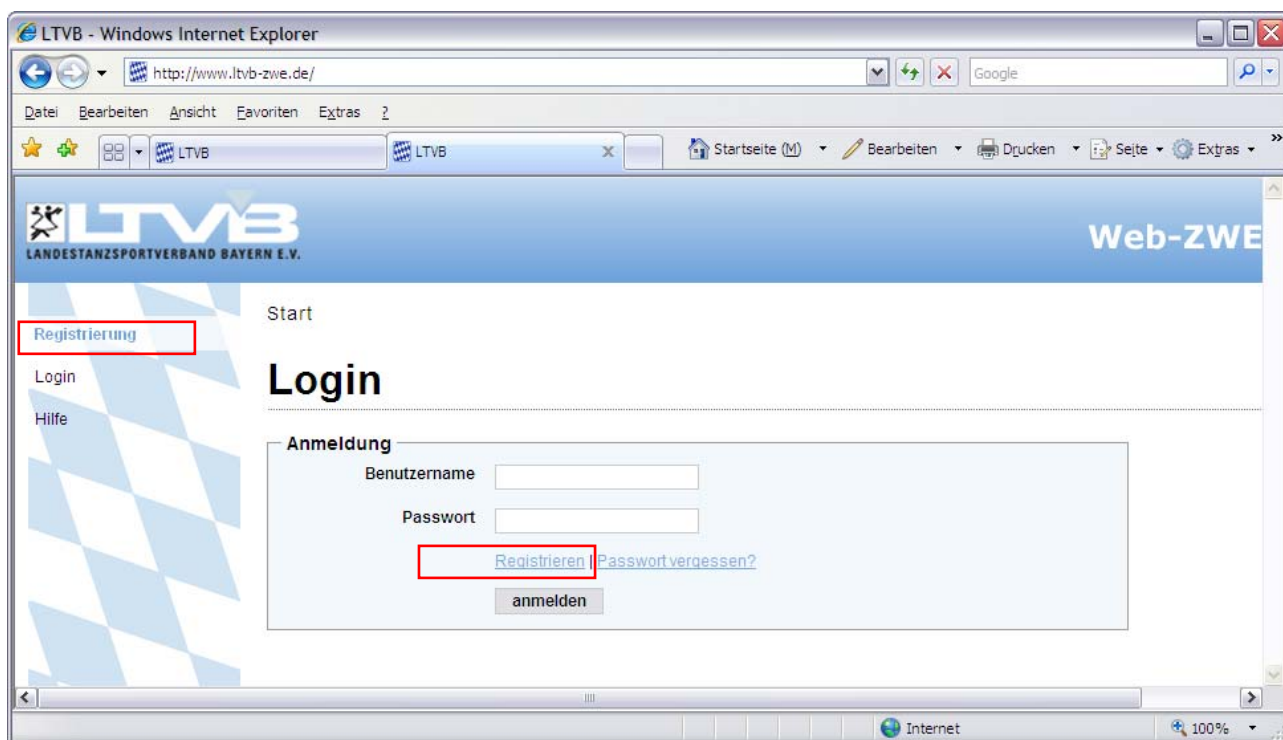 LTVB - Windows Internet Explorer
http://www.ltvb-zwe.de/
Google
Datei Bearbeiten Ansicht Favoriten Extras ?
LTVB LTVB Startseite (M) Bearbeiten Drucken Seite Extras »
LTVB
LANDESTANZSPORTVERBAND BAYERN E.V.
Web-ZWE
Registrierung
Login
Hilfe
Start
Login
Anmeldung
Benutzername
Passwort
Registrieren | Passwort vergessen?
anmelden
Internet 100%